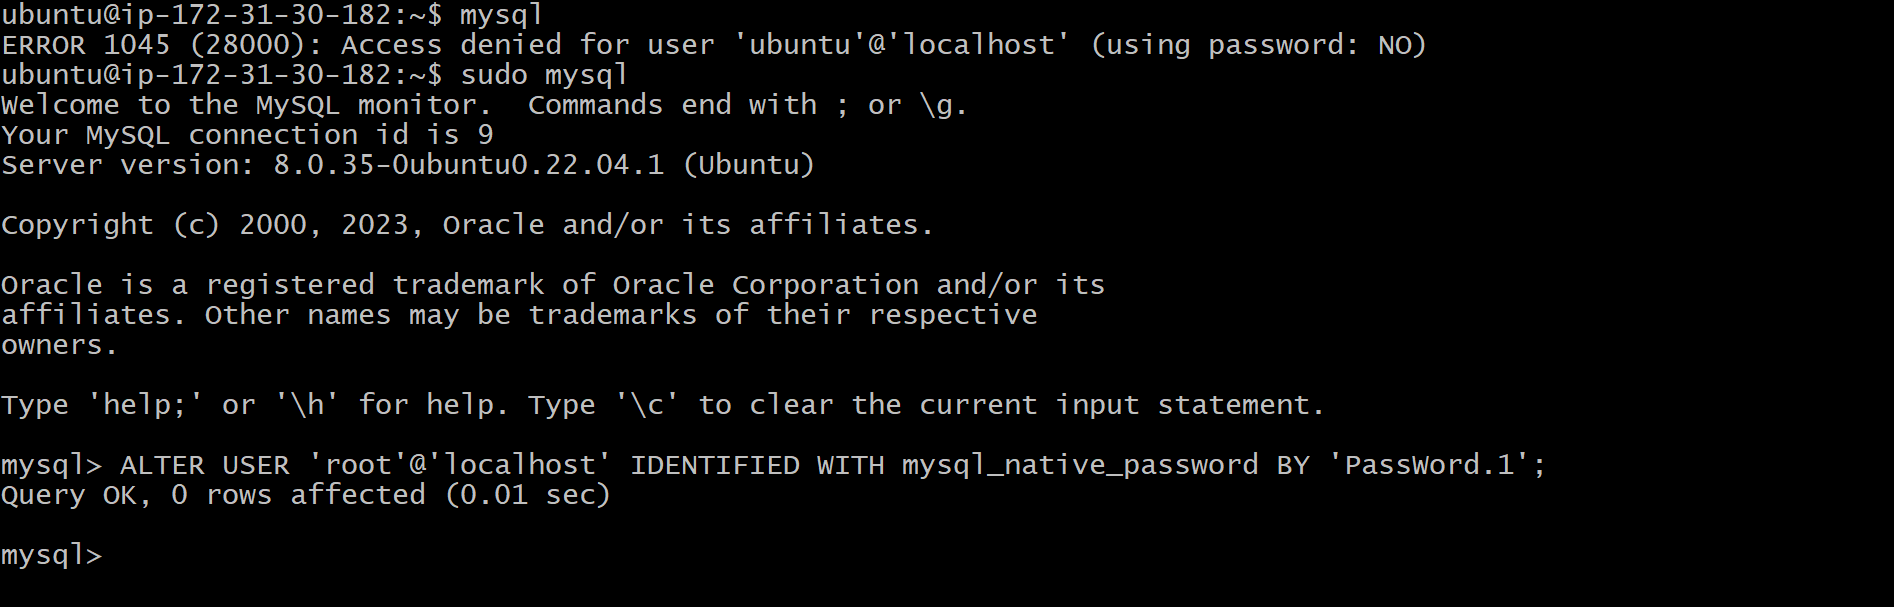 ubuntu@ip-172-31-30-182:~$ mysql
ERROR 1045 (28000): Access denied for user 'ubuntu'@'localhost' (using password: NO)
ubuntu@ip-172-31-30-182:~$ sudo mysql
Welcome to the MySQL monitor.  Commands end with ; or \g.
Your MySQL connection id is 9
Server version: 8.0.35-0ubuntu0.22.04.1 (Ubuntu)
Copyright (c) 2000, 2023, Oracle and/or its affiliates.
Oracle is a registered trademark of Oracle Corporation and/or its
affiliates. Other names may be trademarks of their respective
owners.
Type 'help;' or '\h' for help. Type '\c' to clear the current input statement.
mysql> ALTER USER 'root'@'localhost' IDENTIFIED WITH mysql_native_password BY 'PassWord.1';
Query OK, 0 rows affected (0.01 sec)
mysql>